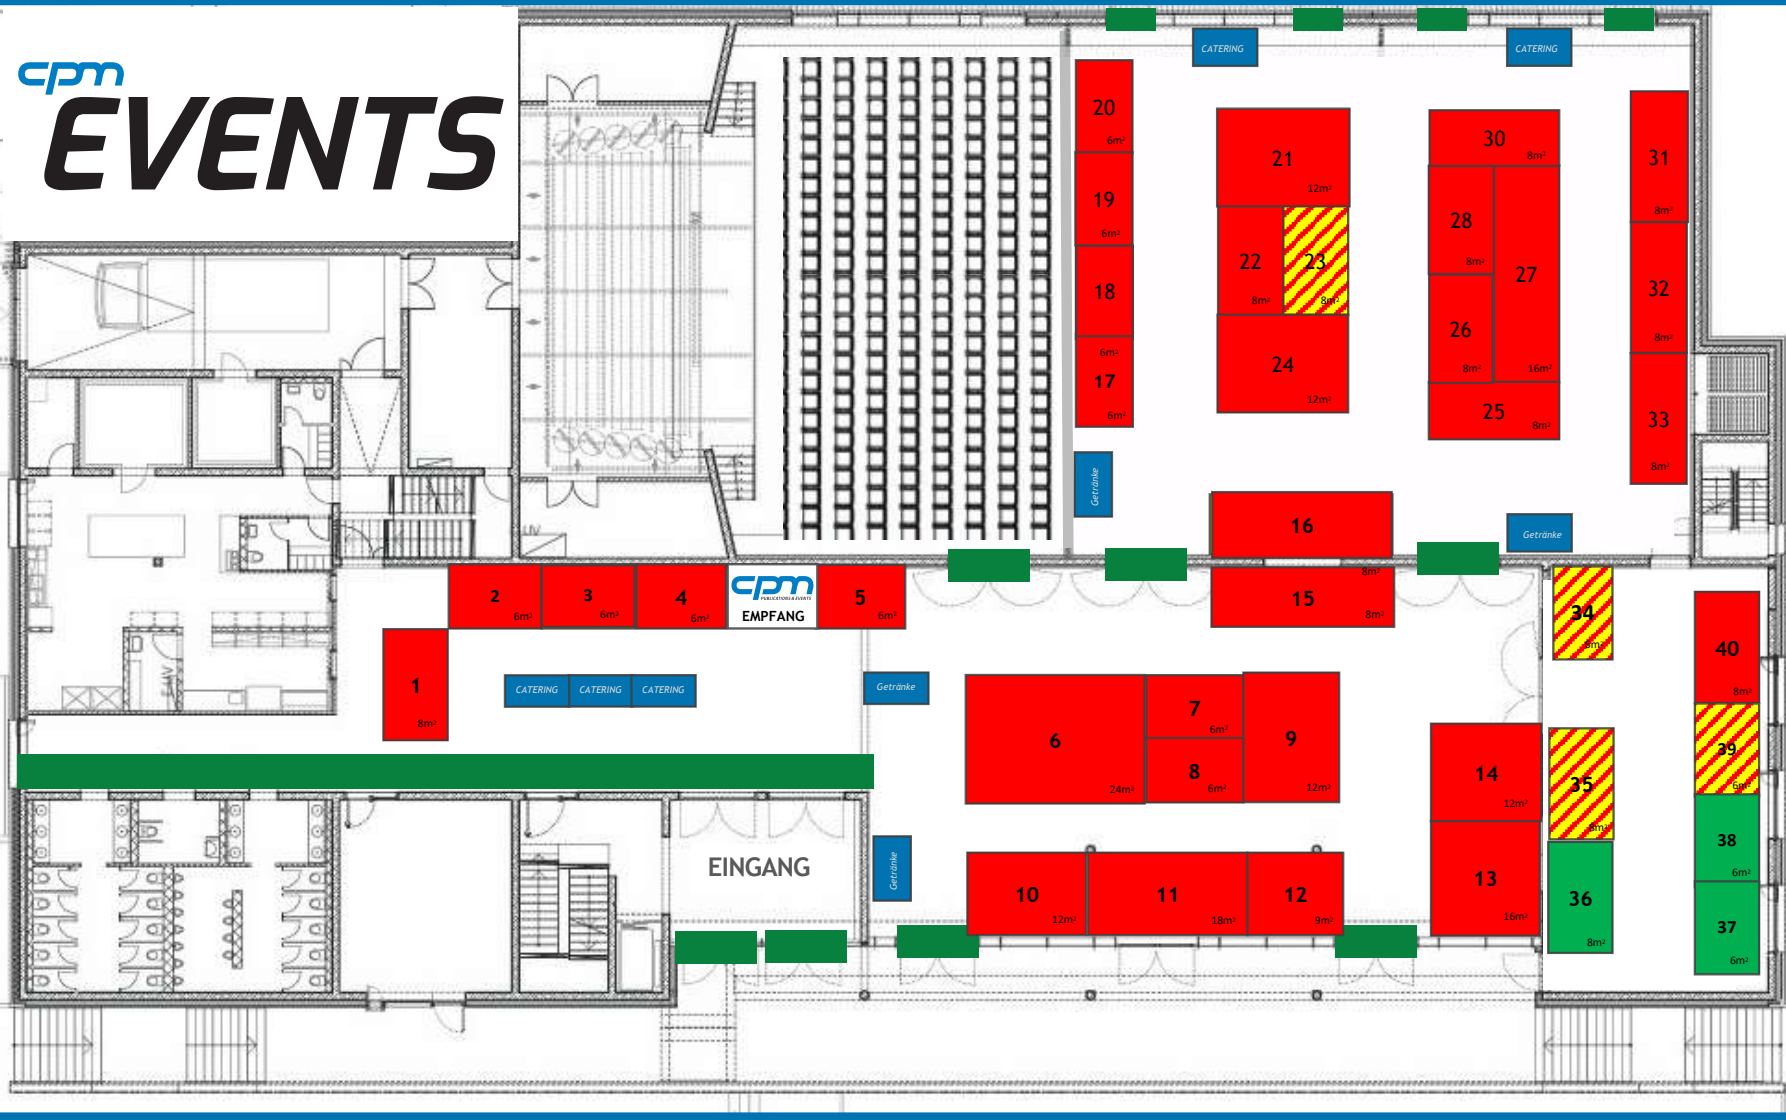 cpm
EVENTS
CATERING
CATERING
20
6m²
19
6m²
18
6m²
17
6m²
21
12m²
22
8m²
23
8m²
24
12m²
30
8m²
28
8m²
27
16m²
26
8m²
25
8m²
31
8m²
32
8m²
33
8m²
Getränke
Getränke
16
8m²
15
8m²
2
6m²
3
6m²
4
6m²
cpm
PUBLICATIONS & EVENTS
EMPFANG
5
6m²
1
8m²
CATERING
CATERING
CATERING
Getränke
6
24m²
7
6m²
8
6m²
9
12m²
14
12m²
13
16m²
34
35
8m²
36
8m²
40
8m²
39
6m²
38
6m²
37
6m²
EINGANG
Getränke
10
12m²
11
18m²
12
9m²